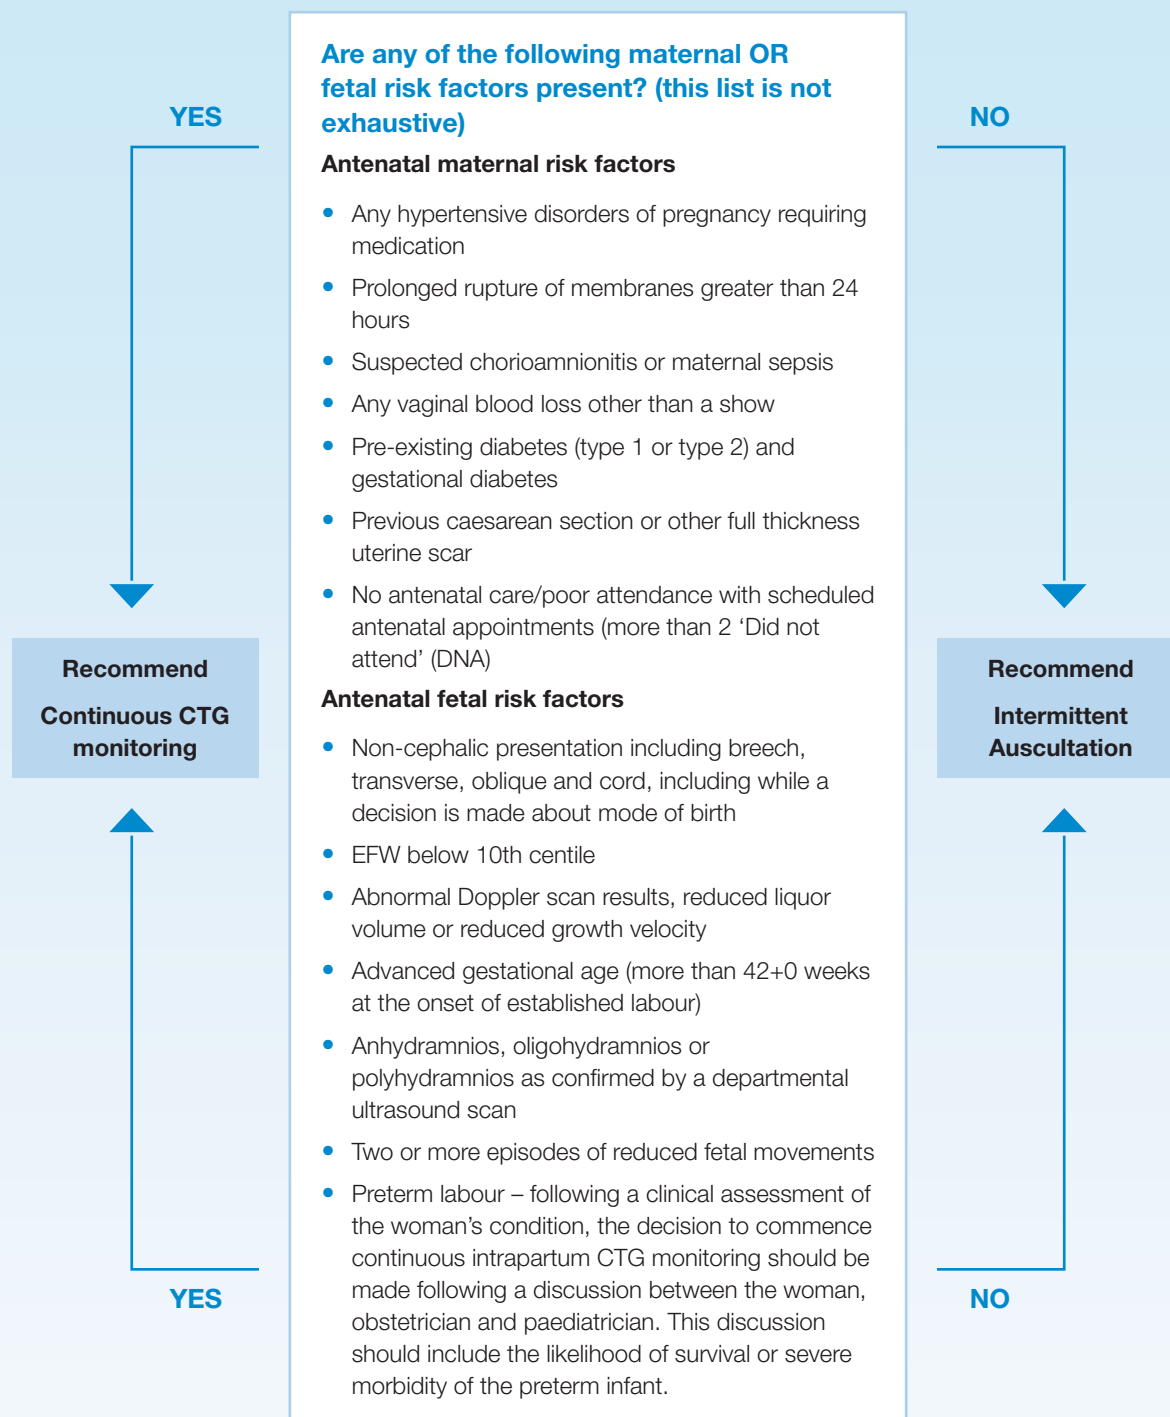 Are any of the following maternal OR
fetal risk factors present? (this list is not
exhaustive)
YES
NO
Antenatal maternal risk factors
• Any hypertensive disorders of pregnancy requiring
medication
• Prolonged rupture of membranes greater than 24
hours
• Suspected chorioamnionitis or maternal sepsis
• Any vaginal blood loss other than a show
• Pre-existing diabetes (type 1 or type 2) and
gestational diabetes
• Previous caesarean section or other full thickness
uterine scar
• No antenatal care/poor attendance with scheduled
antenatal appointments (more than 2 ‘Did not
attend’ (DNA)
Recommend
Continuous CTG
monitoring
Recommend
Intermittent
Auscultation
Antenatal fetal risk factors
• Non-cephalic presentation including breech,
transverse, oblique and cord, including while a
decision is made about mode of birth
• EFW below 10th centile
• Abnormal Doppler scan results, reduced liquor
volume or reduced growth velocity
• Advanced gestational age (more than 42+0 weeks
at the onset of established labour)
• Anhydramnios, oligohydramnios or
polyhydramnios as confirmed by a departmental
ultrasound scan
• Two or more episodes of reduced fetal movements
• Preterm labour – following a clinical assessment of
the woman’s condition, the decision to commence
continuous intrapartum CTG monitoring should be
made following a discussion between the woman,
obstetrician and paediatrician. This discussion
should include the likelihood of survival or severe
morbidity of the preterm infant.
YES
NO